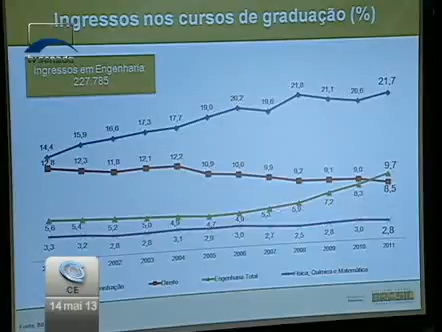 Ingressos nos cursos de graduação (%)
Ingressos em Engenharia:
227.785
14,4 15,9 16,6 17,3 17,7 19,0 20,2 19,6 21,8 21,1 20,6 21,7
12,8 12,3 11,8 12,1 12,2 10,9 10,0 9,9 9,2 9,1 9,0 8,5
5,6 5,4 5,2 5,0 4,9 4,7 4,8 5,3 5,9 7,2 8,3 9,7
3,3 3,2 2,8 2,8 3,1 2,8 3,0 2,7 2,5 2,8 3,0 2,8
2002 2003 2004 2005 2006 2007 2008 2009 2010 2011
Direito Engenharia Total Física, Química e Matemática
BRASIL
CE
14 mai 13